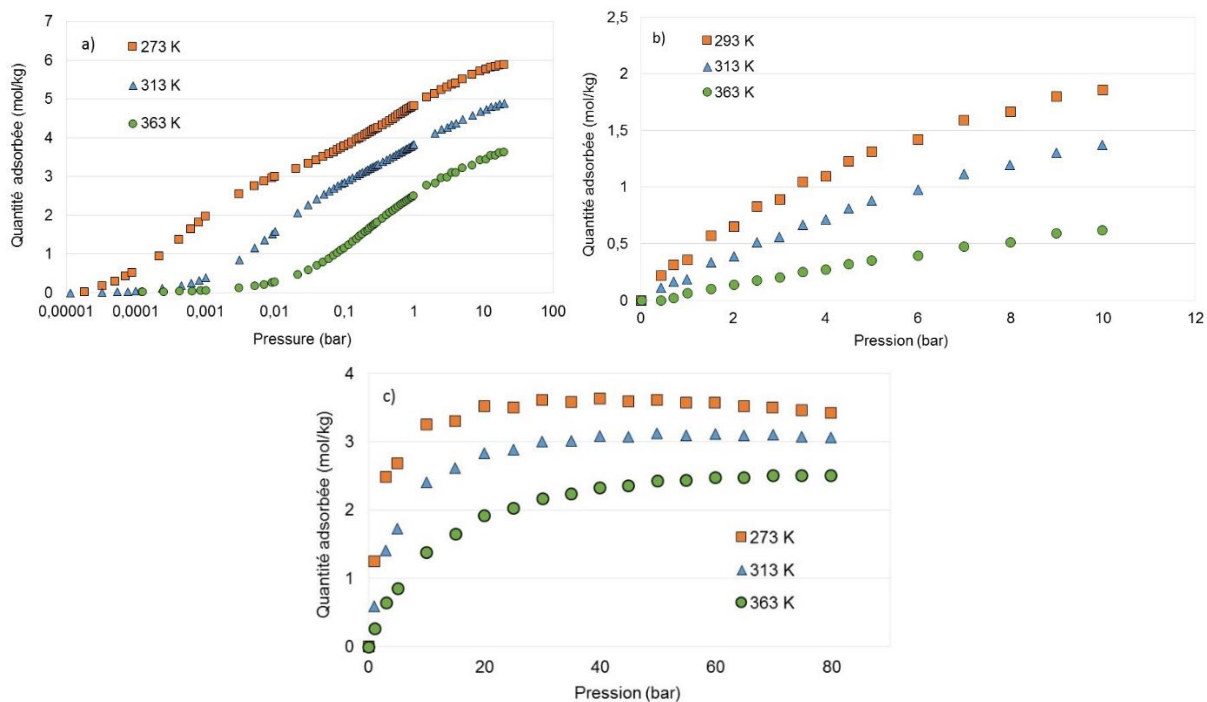 a)
273 K
313 K
363 K
Quantité adsorbée (mol/kg)
7
6
5
4
3
2
1
0
0,00001 0,0001 0,001 0,01 0,1 1 10 100
Pressure (bar)
b)
293 K
313 K
363 K
Quantité adsorbée (mol/kg)
2,5
2
1,5
1
0,5
0
0 2 4 6 8 10 12
Pression (bar)
c)
Quantité adsorbée (mol/kg)
4
3
2
1
0
273 K
313 K
363 K
0 20 40 60 80
Pression (bar)